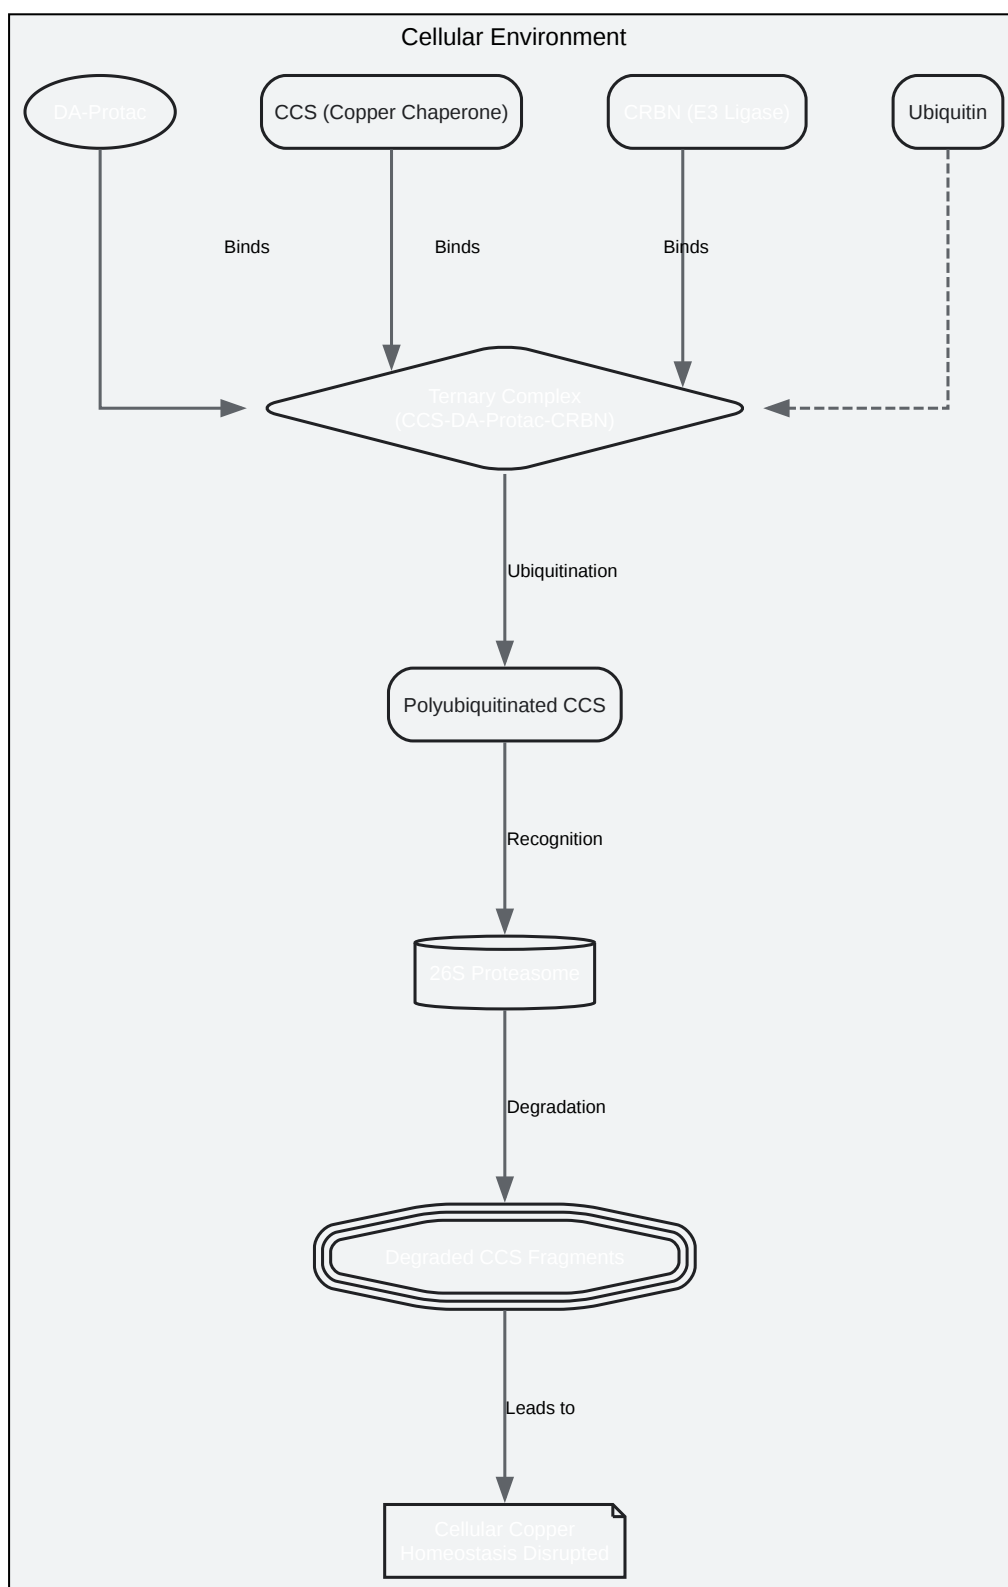 Cellular Environment
DA-Protac
CCS (Copper Chaperone)
CRBN (E3 Ligase)
Ubiquitin
Binds
Binds
Binds
Ternary Complex
(CCS-DA-Protac-CRBN)
Ubiquitination
Polyubiquitinated CCS
Recognition
26S Proteasome
Degradation
Degraded CCS Fragments
Leads to
Cellular Copper
Homeostasis Disrupted